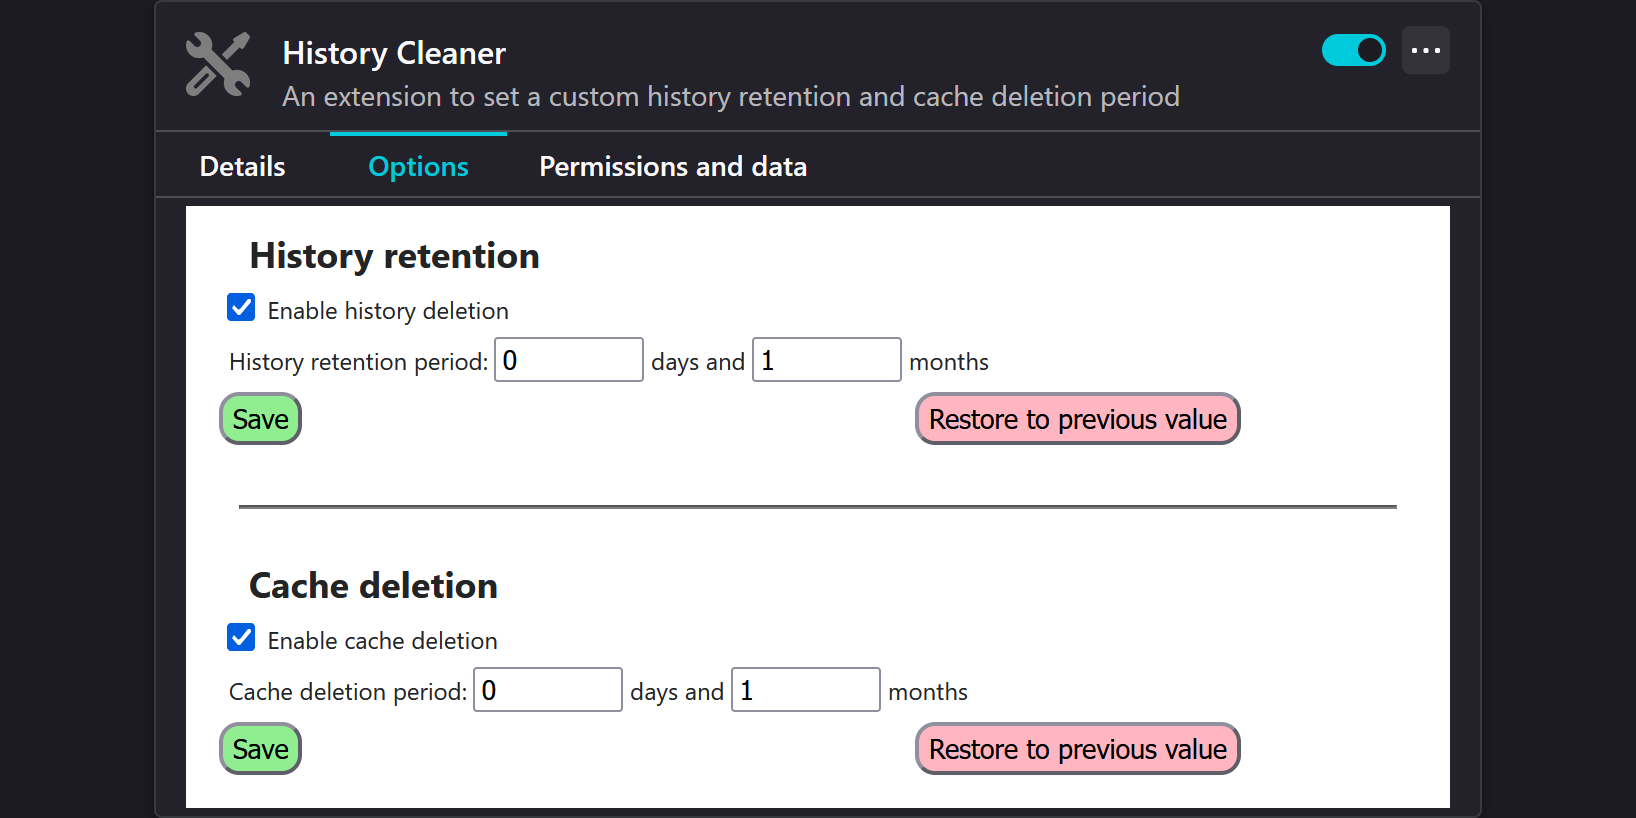 History Cleaner
An extension to set a custom history retention and cache deletion period
Details Options Permissions and data
History retention
Enable history deletion
History retention period: 0 days and 1 months
Save Restore to previous value
Cache deletion
Enable cache deletion
Cache deletion period: 0 days and 1 months
Save Restore to previous value